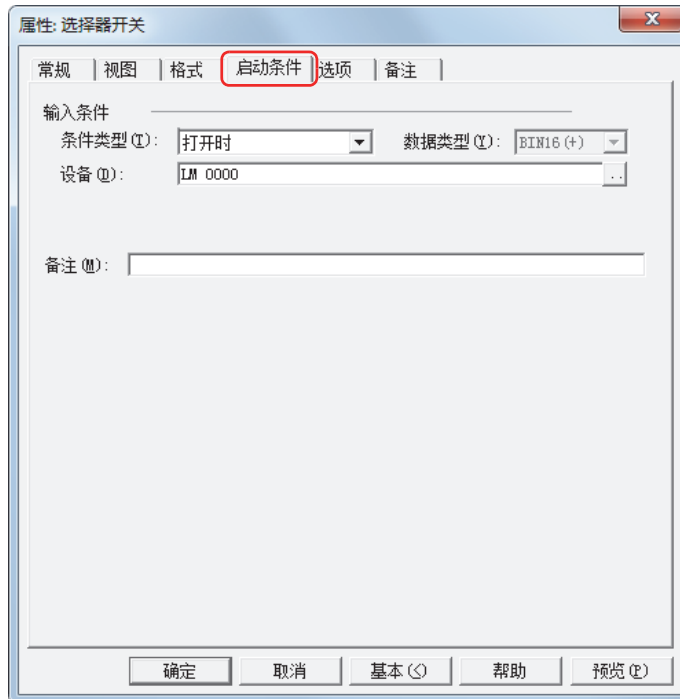 属性: 选择器开关
常规 视图 格式 启动条件 选项 备注
输入条件
条件类型(T): 打开时 数据类型(Y): BIN16(+)
设备(D): LM 0000 ..
备注(M):
确定 取消 基本(<) 帮助 预览(P)